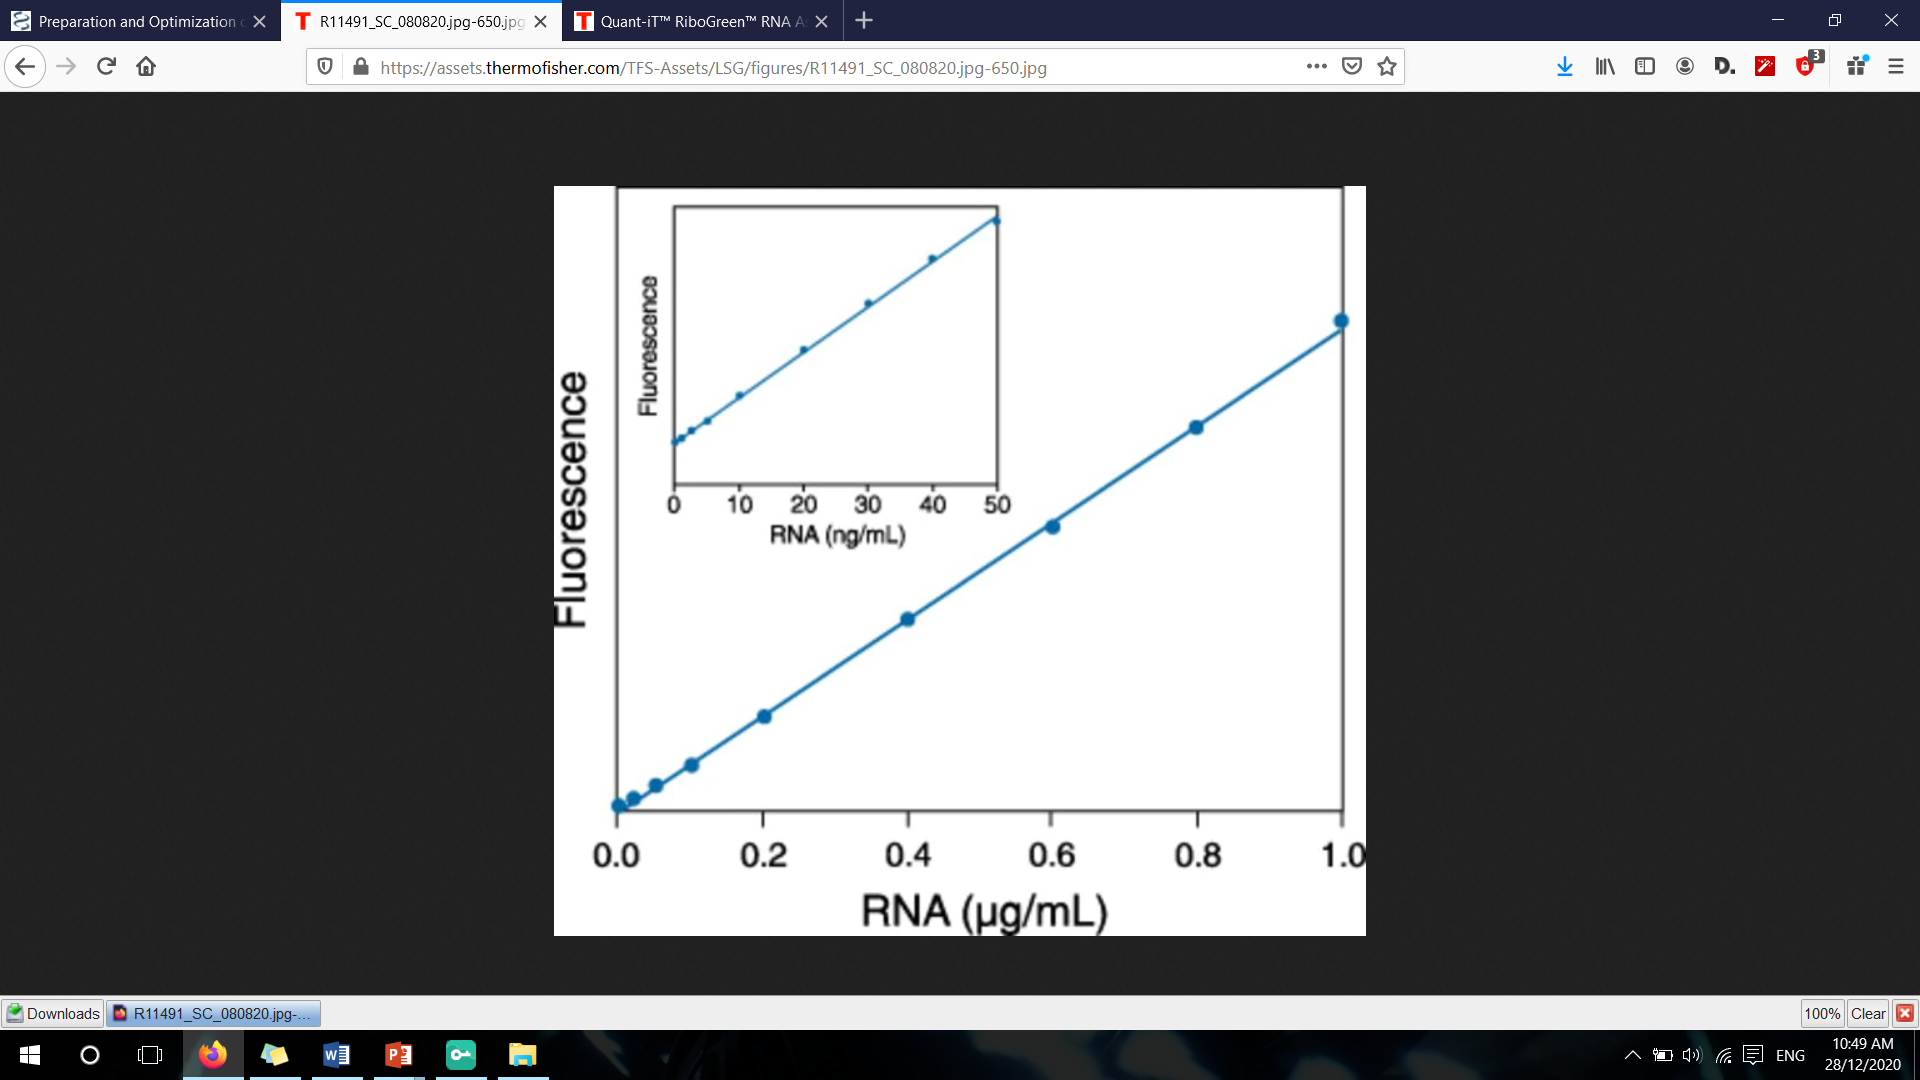 Preparation and Optimization o
R11491_SC_080820.jpg-650.jpg
Quant-iT™ RiboGreen™ RNA A
https://assets.thermofisher.com/TFS-Assets/LSG/figures/R11491_SC_080820.jpg-650.jpg
3
Fluorescence
0 10 20 30 40 50
RNA (ng/mL)
Fluorescence
0.0 0.2 0.4 0.6 0.8 1.0
RNA (µg/mL)
Downloads
R11491_SC_080820.jpg-...
100%
Clear
ENG
10:49 AM
28/12/2020